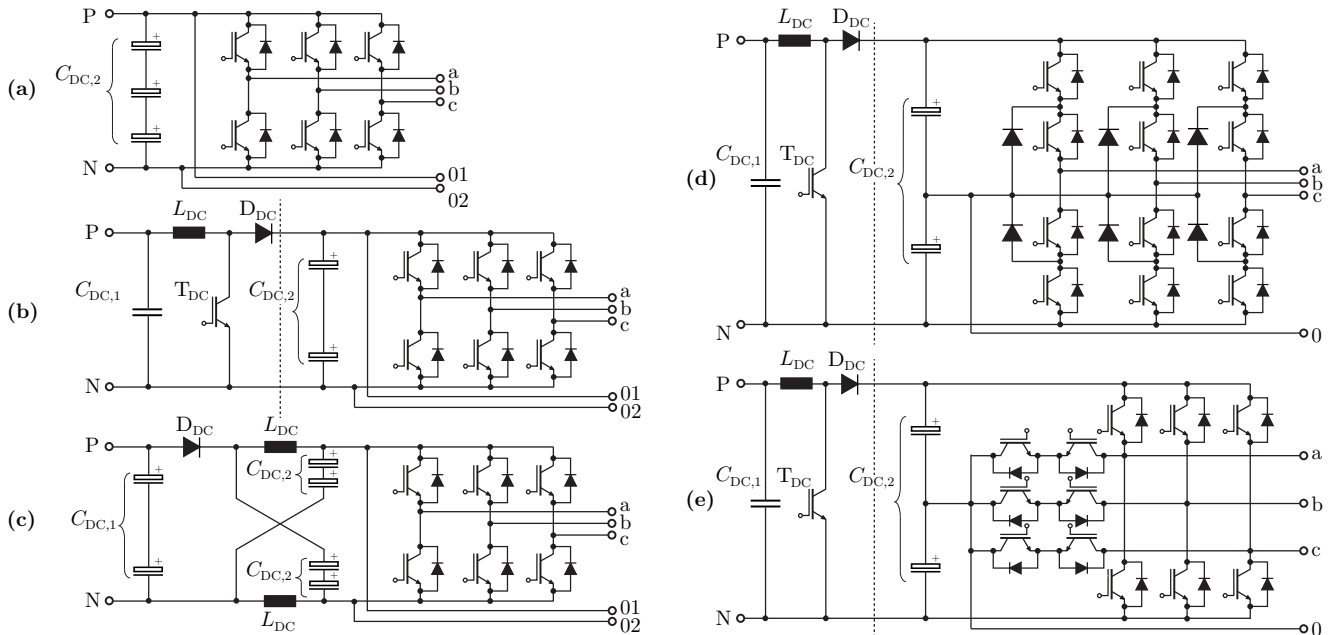 (a)
P
C_DC,2
+
+
+
N
a
b
c
01
02
(b)
P
L_DC
D_DC
C_DC,1
T_DC
C_DC,2
+
+
N
a
b
c
01
02
(c)
P
D_DC
L_DC
C_DC,1
+
+
C_DC,2
+
+
C_DC,2
+
+
N
L_DC
a
b
c
01
02
(d)
P
L_DC
D_DC
C_DC,1
T_DC
C_DC,2
+
+
N
a
b
c
0
(e)
P
L_DC
D_DC
C_DC,1
T_DC
C_DC,2
+
+
N
a
b
c
0